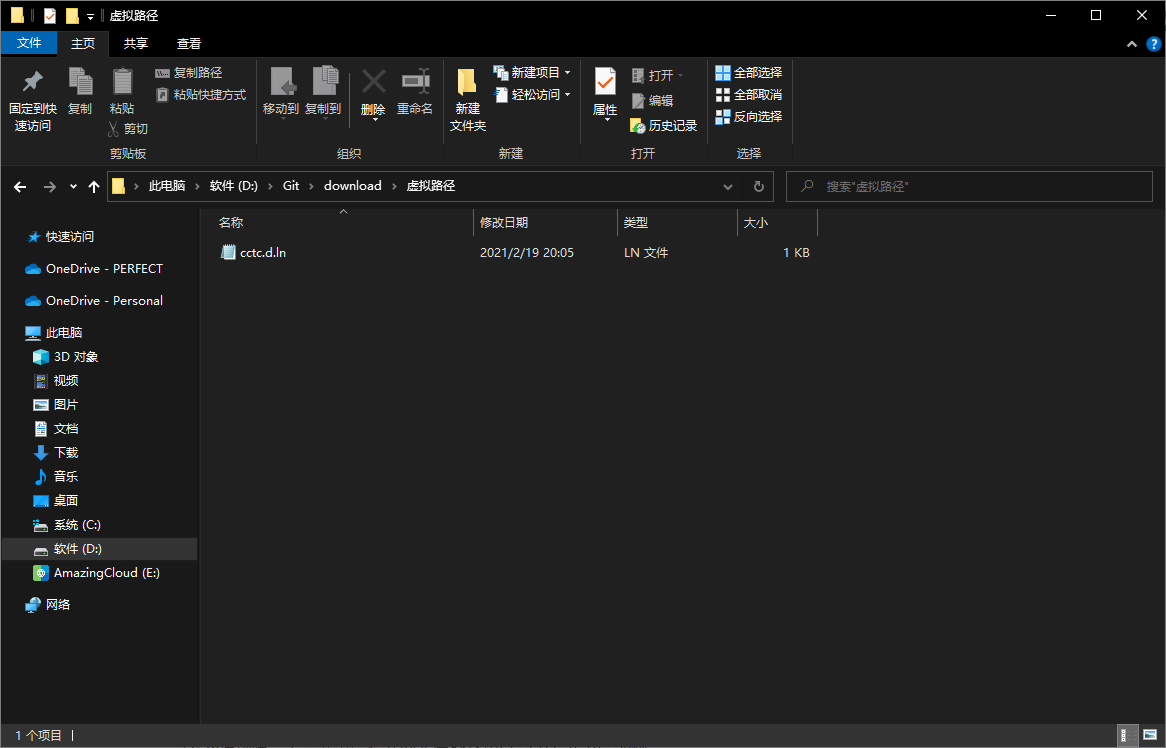 虚拟路径
文件 主页 共享 查看
固定到快速访问
复制
粘贴
复制路径
粘贴快捷方式
剪切
剪贴板
移动到 复制到 删除 重命名
组织
新建
文件夹
新建项目
轻松访问
新建
属性
打开
编辑
历史记录
打开
全部选择
全部取消
反向选择
选择
此电脑 软件 (D:) Git download 虚拟路径
搜索"虚拟路径"
名称 修改日期 类型 大小
cctc.d.ln 2021/2/19 20:05 LN 文件 1 KB
快速访问
OneDrive - PERFECT
OneDrive - Personal
此电脑
3D 对象
视频
图片
文档
下载
音乐
桌面
系统 (C:)
软件 (D:)
AmazingCloud (E:)
网络
1 个项目